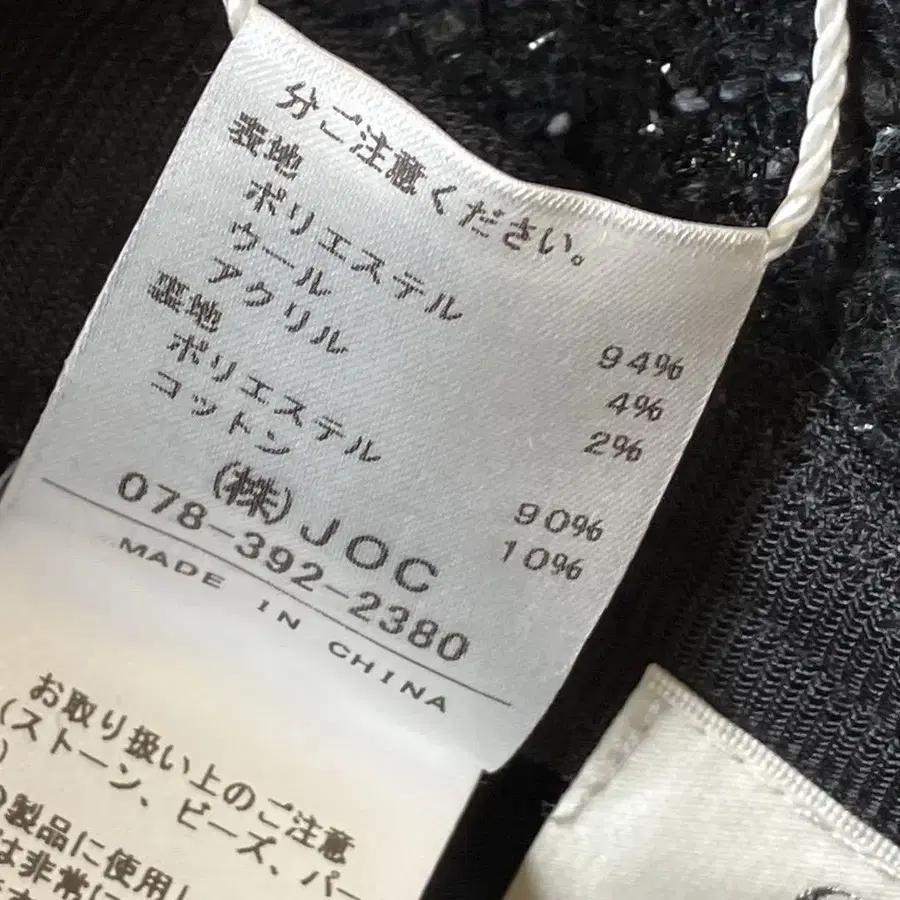 分ご注意ください。
表地
ポリエステル 94%
ウール 4%
アクリル 2%
裏地
ポリエステル 90%
コットン 10%
(株)JOC
078-392-2380
MADE IN CHINA
お取り扱い上のご注意
(ストーン、ビーズ、パー
製品に使用し
は非常に